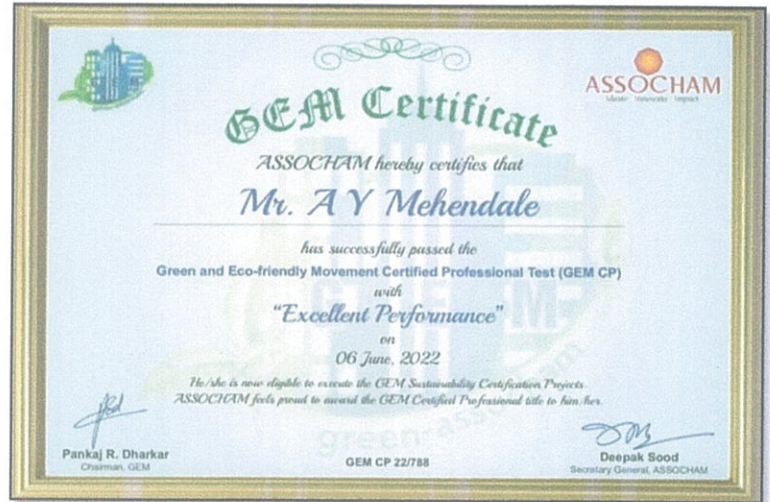 ASSOCHAM
GEM Certificate
ASSOCHAM hereby certifies that
Mr. A Y Mehendale
has successfully passed the
Green and Eco-friendly Movement Certified Professional Test (GEM CP)
with
"Excellent Performance"
on
06 June, 2022
He/she is now eligible to execute the GEM Sustainability Certification Projects.
ASSOCHAM feels proud to award the GEM Certified Professional title to him/her.
GEM
green-assocham
Pankaj R. Dharkar
Chairman, GEM
GEM CP 22/788
Deepak Sood
Secretary General, ASSOCHAM